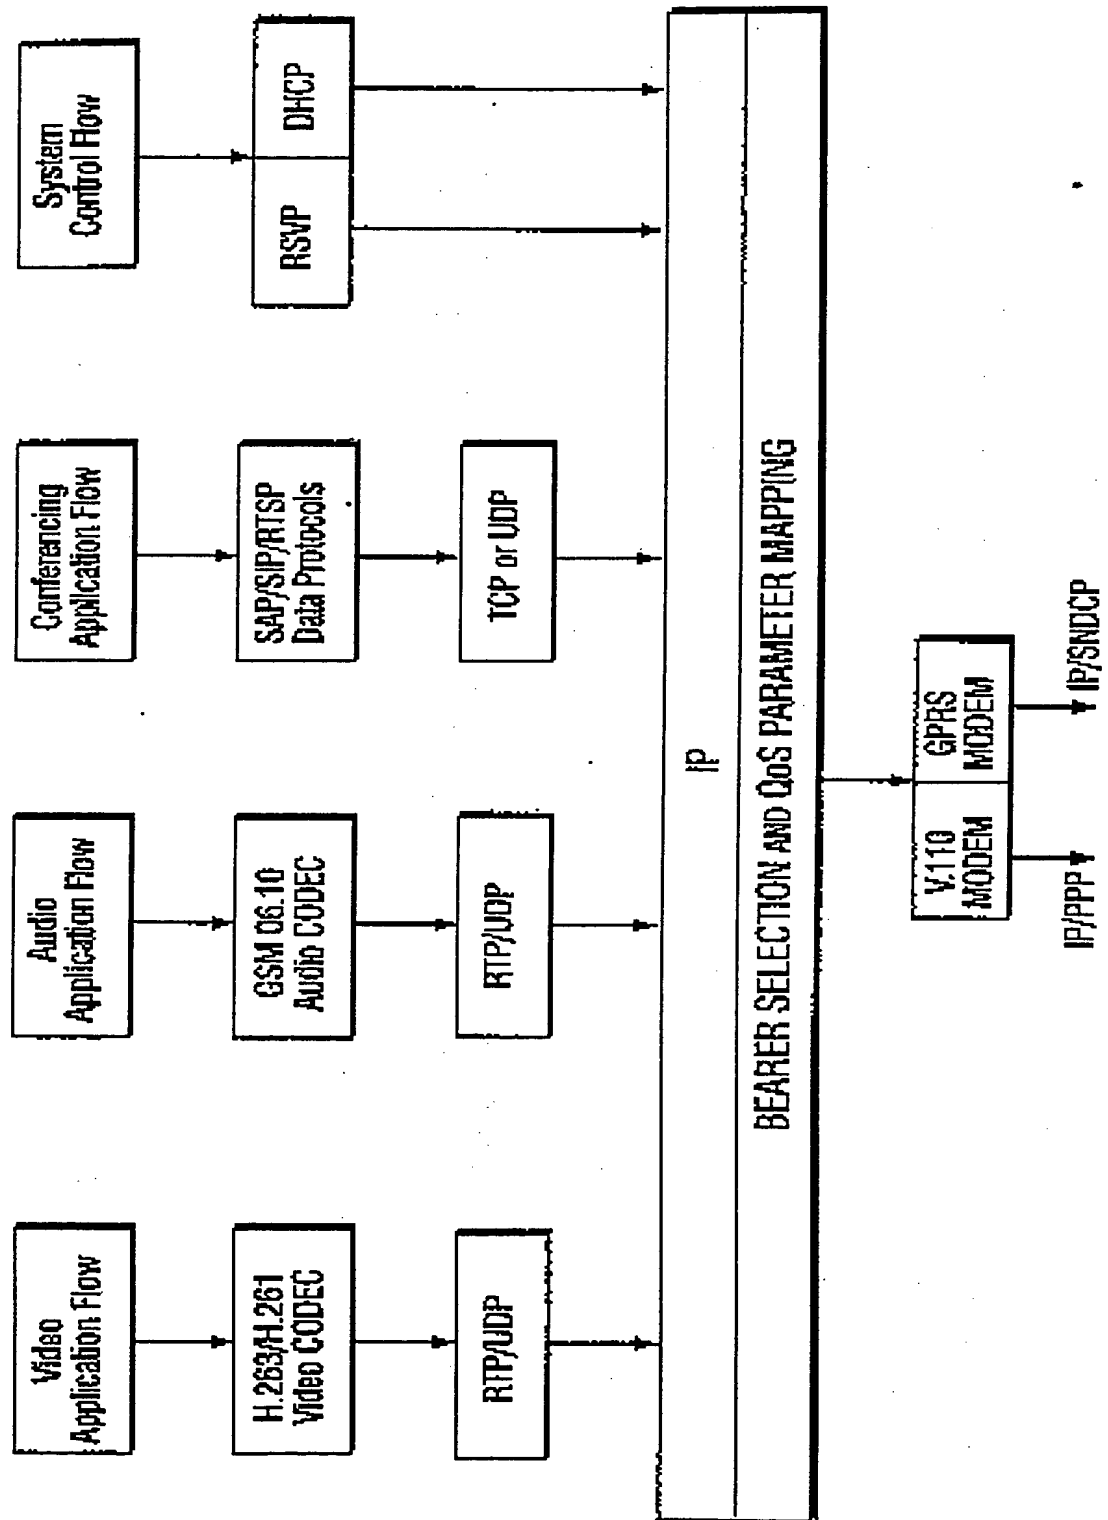 Video
Application Flow
Audio
Application Flow
Conferencing
Application Flow
System
Control Flow
H.263/H.261
Video CODEC
GSM 06.10
Audio CODEC
SAP/SIP/RTSP
Data Protocols
RSVP
DHCP
RTP/UDP
RTP/UDP
TCP or UDP
IP
BEARER SELECTION AND QoS PARAMETER MAPPING
V.110
MODEM
GPRS
MODEM
IP/PPP
IP/SNDCP